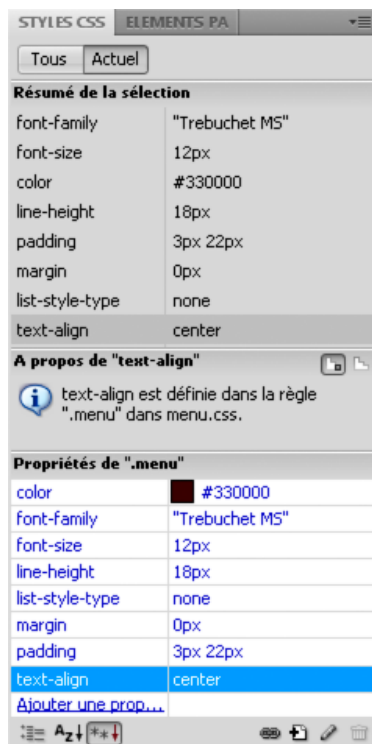 STYLES CSS ELEMENTS PA
Tous Actuel
Résumé de la sélection
font-family "Trebuchet MS"
font-size 12px
color #330000
line-height 18px
padding 3px 22px
margin 0px
list-style-type none
text-align center
A propos de "text-align"
text-align est définie dans la règle
".menu" dans menu.css.
Propriétés de ".menu"
color #330000
font-family "Trebuchet MS"
font-size 12px
line-height 18px
list-style-type none
margin 0px
padding 3px 22px
text-align center
Ajouter une prop...
Az↓ **↓